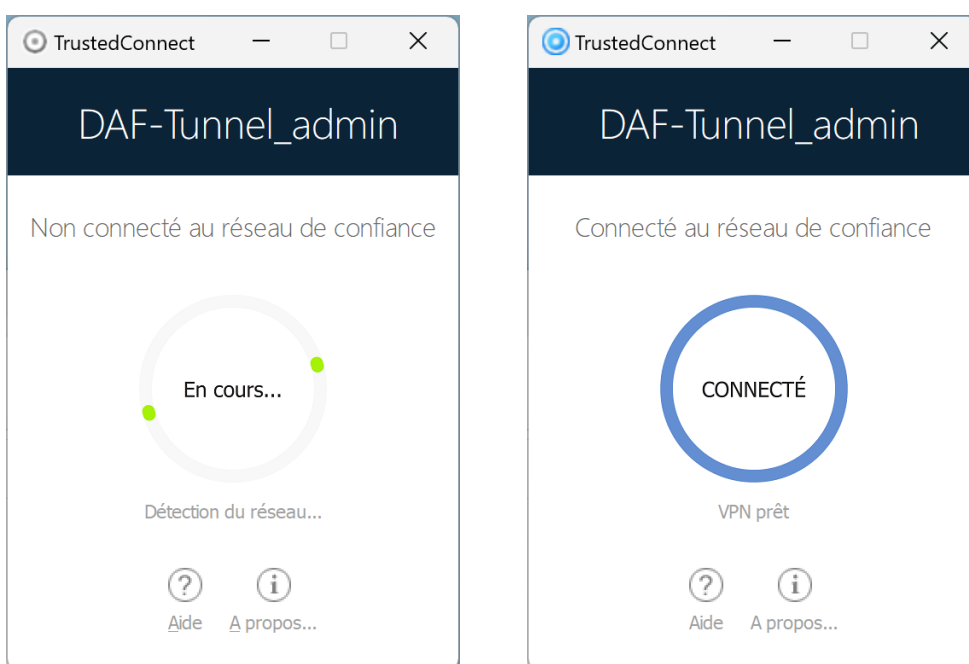 TrustedConnect
DAF-Tunnel_admin
Non connecté au réseau de confiance
En cours...
Détection du réseau...
Aide
A propos...
TrustedConnect
DAF-Tunnel_admin
Connecté au réseau de confiance
CONNECTÉ
VPN prêt
Aide
A propos...